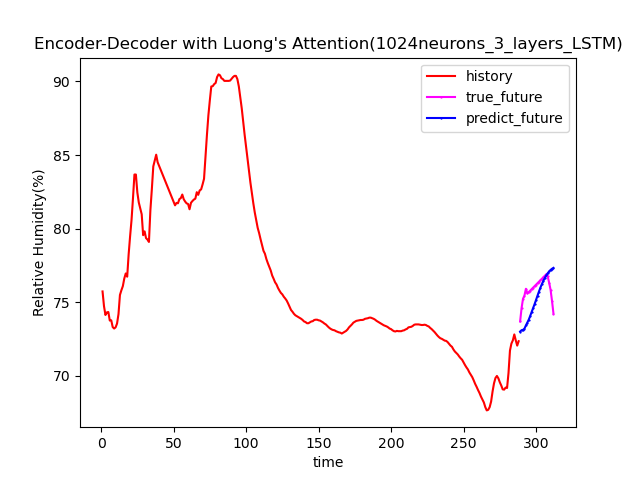 Encoder-Decoder with Luong's Attention(1024neurons_3_layers_LSTM)
history
true_future
predict_future
Relative Humidity(%)
90
85
80
75
70
0
50
100
150
200
250
300
time